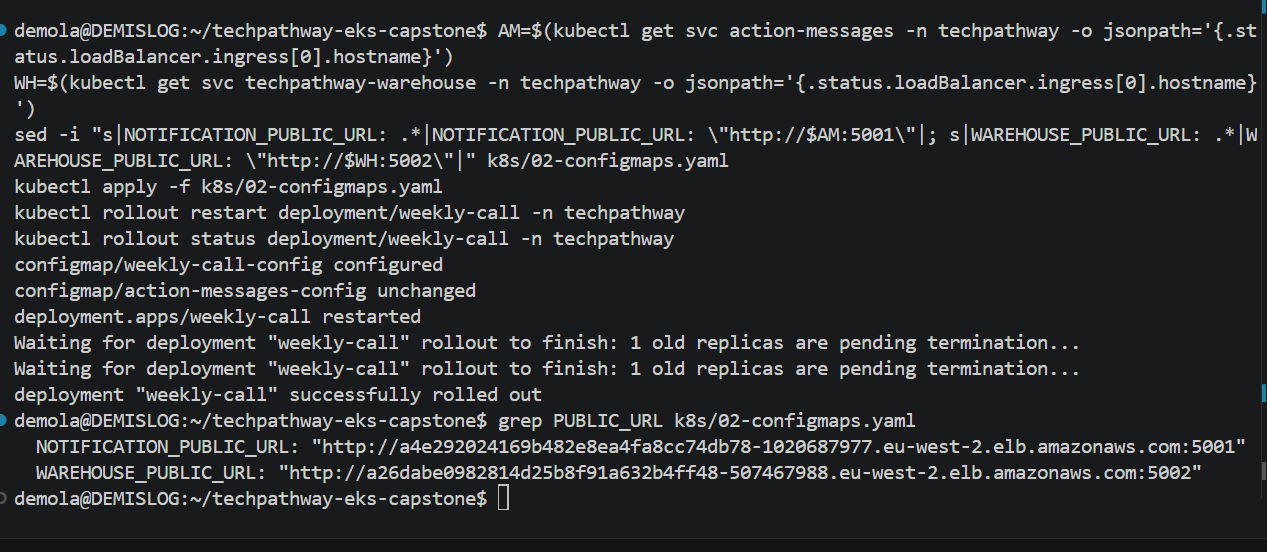 demola@DEMISLOG:~/techpathway-eks-capstone$ AM=$(kubectl get svc action-messages -n techpathway -o jsonpath='{.st
atus.loadBalancer.ingress[0].hostname}')
WH=$(kubectl get svc techpathway-warehouse -n techpathway -o jsonpath='{.status.loadBalancer.ingress[0].hostname}
')
sed -i "s|NOTIFICATION_PUBLIC_URL: .*|NOTIFICATION_PUBLIC_URL: \"http://$AM:5001\"|; s|WAREHOUSE_PUBLIC_URL: .*|W
AREHOUSE_PUBLIC_URL: \"http://$WH:5002\"|" k8s/02-configmaps.yaml
kubectl apply -f k8s/02-configmaps.yaml
kubectl rollout restart deployment/weekly-call -n techpathway
kubectl rollout status deployment/weekly-call -n techpathway
configmap/weekly-call-config configured
configmap/action-messages-config unchanged
deployment.apps/weekly-call restarted
Waiting for deployment "weekly-call" rollout to finish: 1 old replicas are pending termination...
Waiting for deployment "weekly-call" rollout to finish: 1 old replicas are pending termination...
deployment "weekly-call" successfully rolled out
demola@DEMISLOG:~/techpathway-eks-capstone$ grep PUBLIC_URL k8s/02-configmaps.yaml
  NOTIFICATION_PUBLIC_URL: "http://a4e292024169b482e8ea4fa8cc74db78-1020687977.eu-west-2.elb.amazonaws.com:5001"
  WAREHOUSE_PUBLIC_URL: "http://a26dabe0982814d25b8f91a632b4ff48-507467988.eu-west-2.elb.amazonaws.com:5002"
demola@DEMISLOG:~/techpathway-eks-capstone$